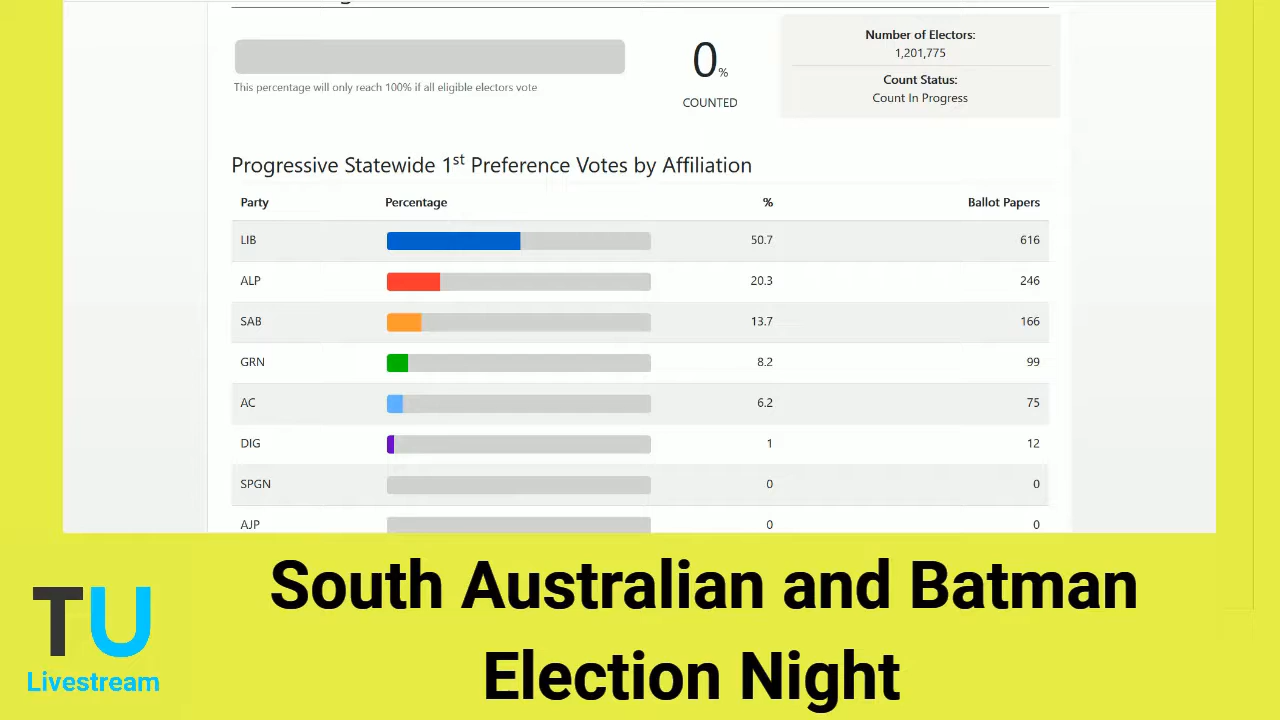 0% COUNTED
Number of Electors:
1,201,775
Count Status:
Count In Progress
This percentage will only reach 100% if all eligible electors vote
Progressive Statewide 1st Preference Votes by Affiliation
Party Percentage % Ballot Papers
LIB 50.7 616
ALP 20.3 246
SAB 13.7 166
GRN 8.2 99
AC 6.2 75
DIG 1 12
SPGN 0 0
AJP 0 0
TU
Livestream
South Australian and Batman
Election Night